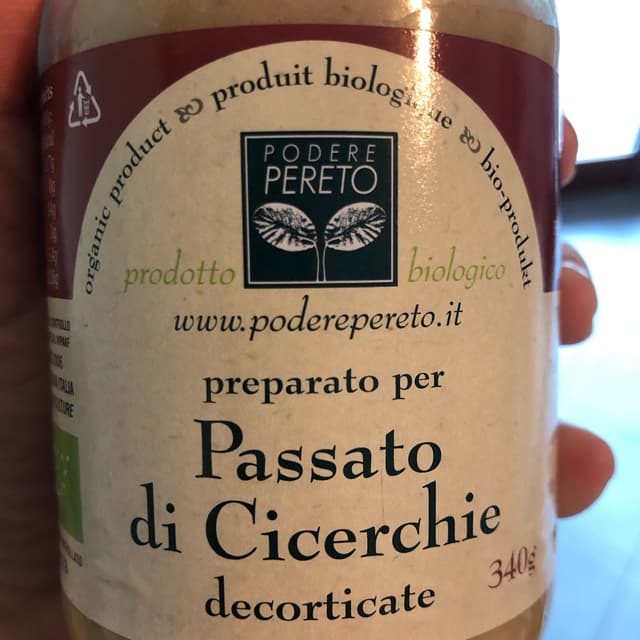 organic product produit biologique bio-produkt
PODERE
PERETO
prodotto biologico
www.poderepereto.it
preparato per
Passato
di Cicerchie
340g
decorticate
ITALIA